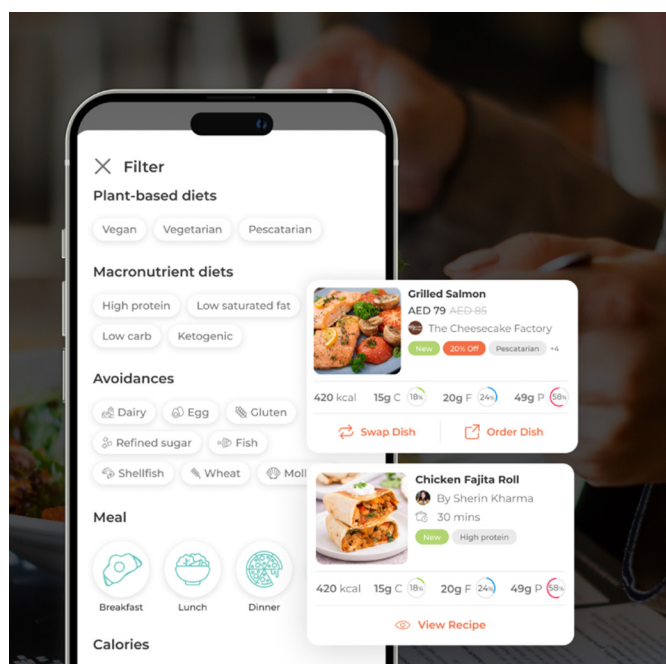 Filter
Plant-based diets
Vegan Vegetarian Pescatarian
Macronutrient diets
High protein Low saturated fat
Low carb Ketogenic
Avoidances
Dairy Egg Gluten
Refined sugar Fish
Shellfish Wheat Moll
Meal
Breakfast Lunch Dinner
Calories
Grilled Salmon
AED 79 AED 85
The Cheesecake Factory
New 20% Off Pescatarian +4
420 kcal 15g C 18% 20g F 24% 49g P 58%
Swap Dish Order Dish
Chicken Fajita Roll
By Sherin Kharma
30 mins
New High protein
420 kcal 15g C 18% 20g F 24% 49g P 58%
View Recipe